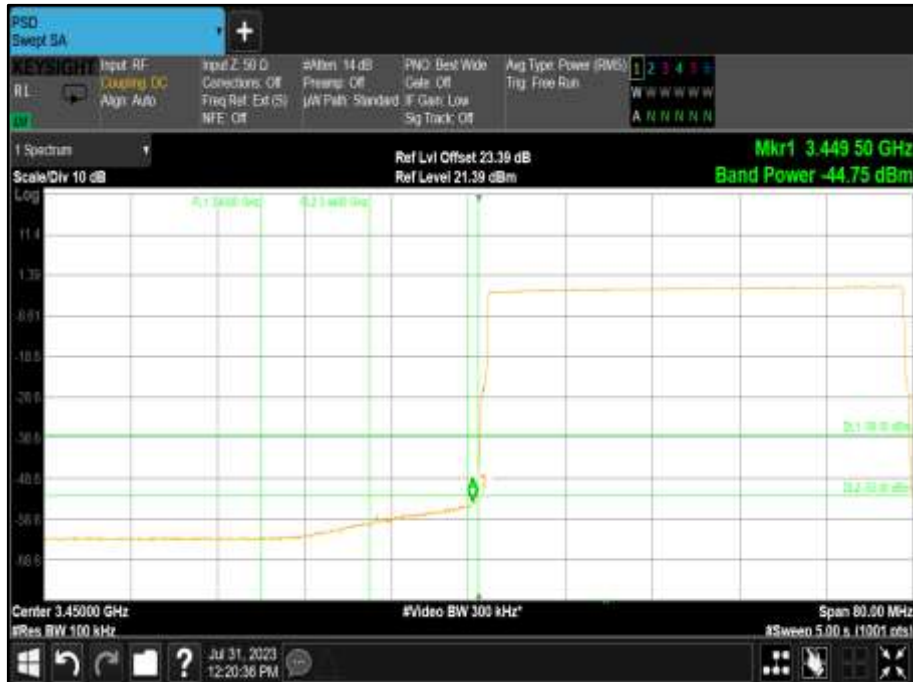 PSD
Swept SA
KEYSIGHT
RL
Input: RF
Coupling: DC
Align: Auto
Input Z: 50 Ω
Corrections: Off
Freq Ref: Ext (S)
NFE: Off
#Atten: 14 dB
Preamp: Off
µW Path: Standard
PNO: Best Wide
Gate: Off
IF Gain: Low
Sig Track: Off
Avg Type: Power (RMS)
Trig: Free Run
1 2 3 4 5 6
W W W W W W
A N N N N N
1 Spectrum
Scale/Div 10 dB
Ref Lvl Offset 23.39 dB
Ref Level 21.39 dBm
Mkr1 3.449 50 GHz
Band Power -44.75 dBm
Log
11.4
1.39
-8.61
-18.6
-28.6
-38.6
-48.6
-58.6
-68.6
Center 3.45000 GHz
#Res BW 100 kHz
#Video BW 300 kHz*
Span 80.00 MHz
#Sweep 5.00 s (1001 pts)
?
Jul 31, 2023
12:20:36 PM